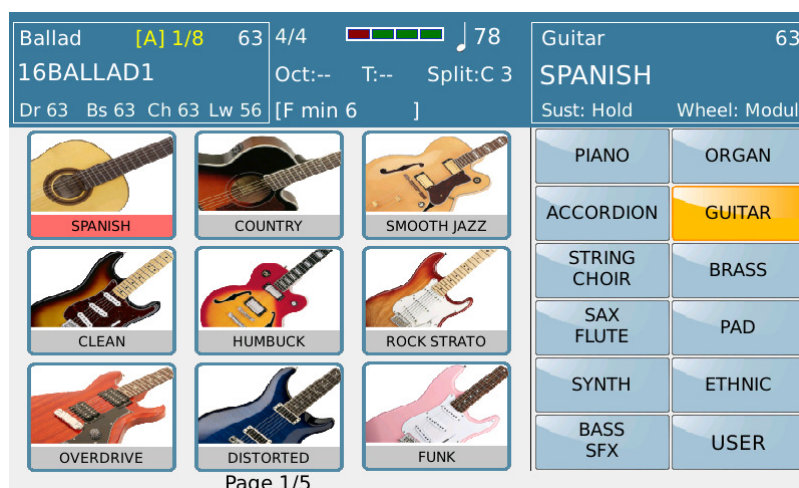 Ballad [A] 1/8 63
16BALLAD1
Dr 63 Bs 63 Ch 63 Lw 56
4/4 78
Oct:-- T:-- Split:C 3
[F min 6 ]
Guitar 63
SPANISH
Sust: Hold Wheel: Modul
SPANISH COUNTRY SMOOTH JAZZ
CLEAN HUMBUCK ROCK STRATO
OVERDRIVE DISTORTED FUNK
Page 1/5
PIANO ORGAN
ACCORDION GUITAR
STRING
CHOIR
BRASS
SAX
FLUTE
PAD
SYNTH ETHNIC
BASS
SFX
USER